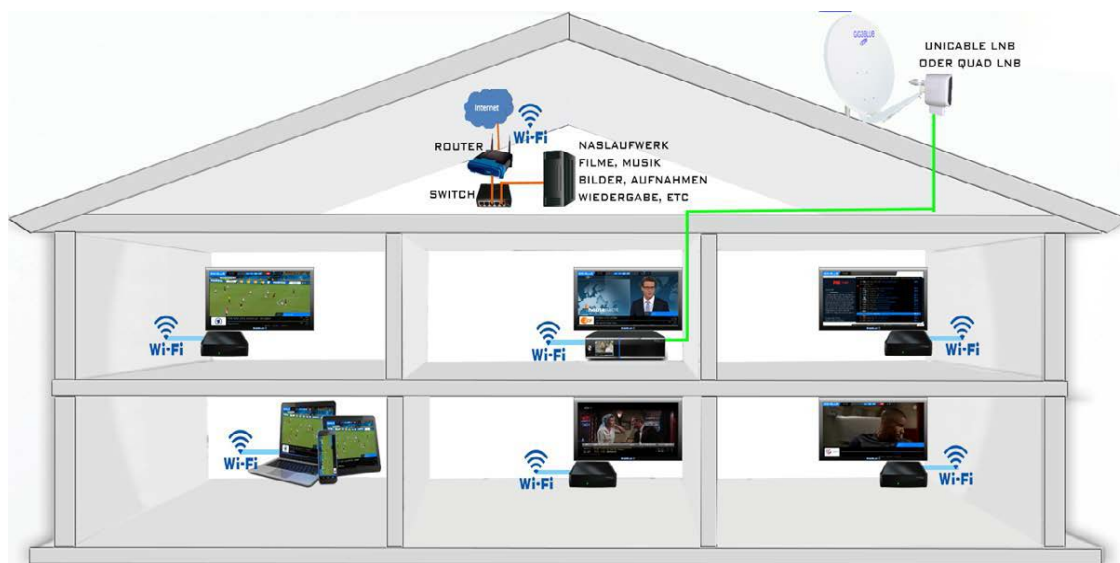 GIGABLUE
UNICABLE LNB
ODER QUAD LNB
Internet
Wi-Fi
ROUTER
NASLAUFWERK
FILME, MUSIK
BILDER, AUFNAHMEN
WIEDERGABE, ETC
SWITCH
Wi-Fi
Wi-Fi
Wi-Fi
Wi-Fi
Wi-Fi
Wi-Fi